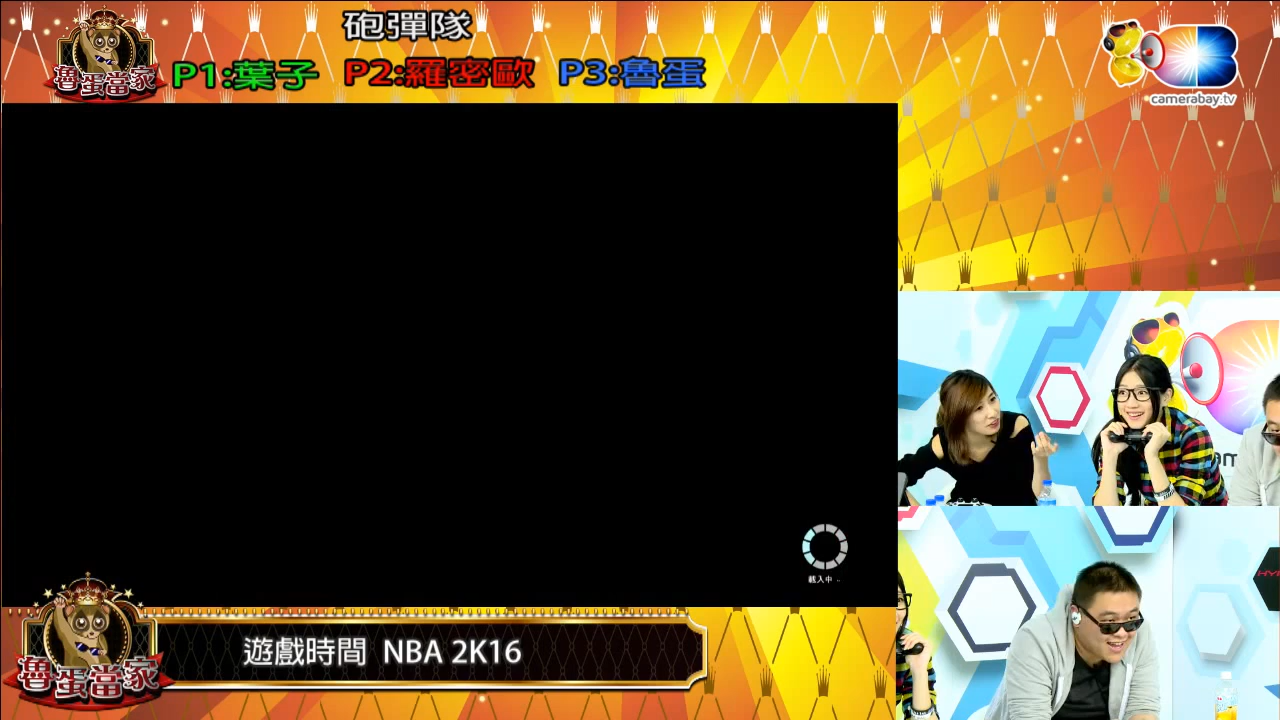 砲彈隊
魯蛋當家
P1:葉子 P2:羅密歐 P3:魯蛋
camerabay.tv
載入中
遊戲時間 NBA 2K16
魯蛋當家